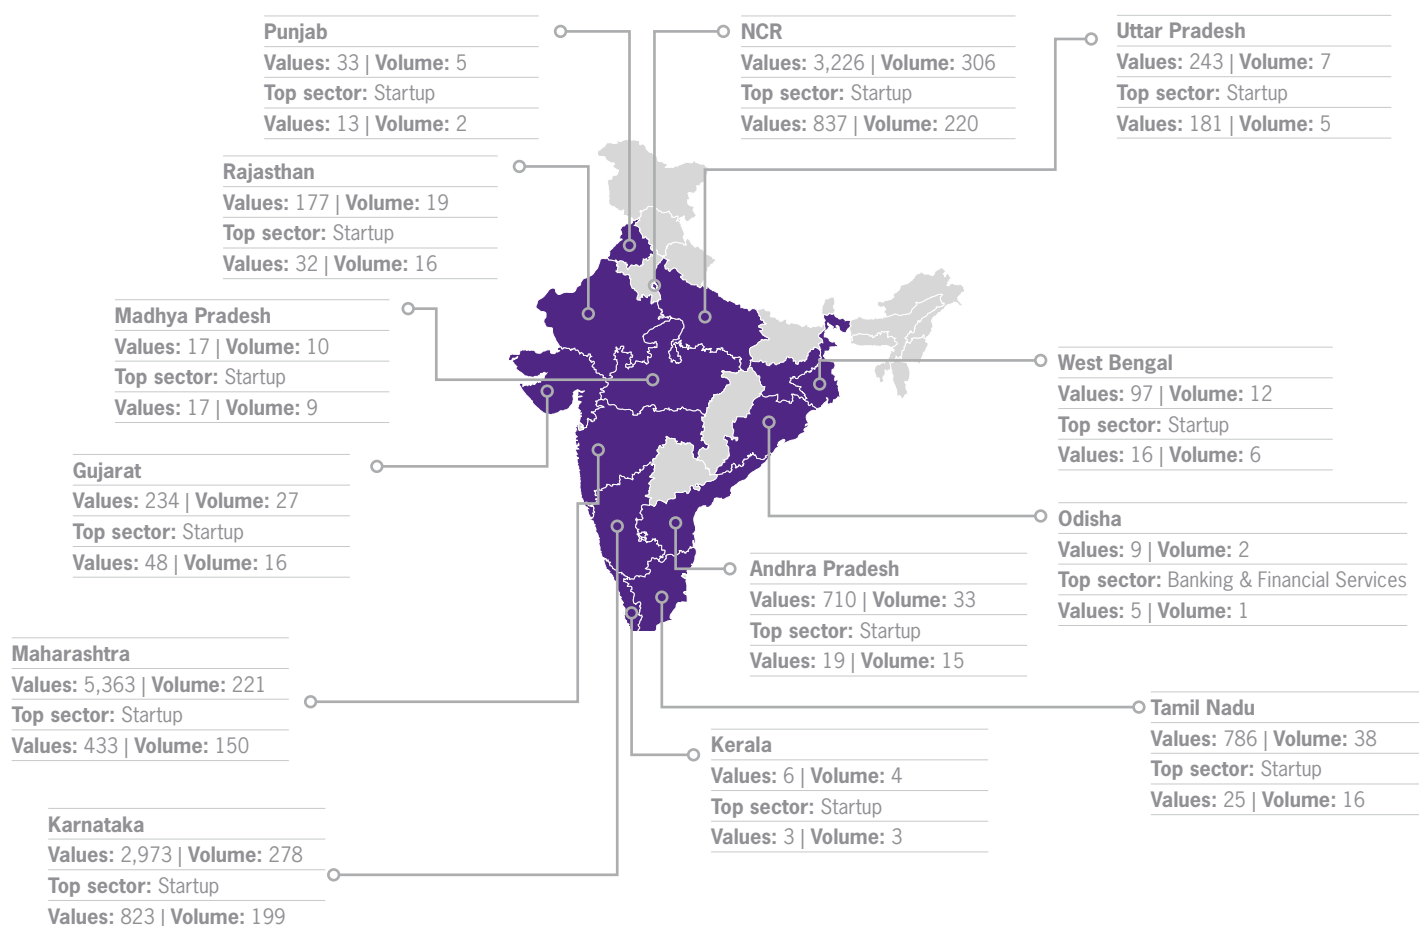 Punjab
Values: 33 | Volume: 5
Top sector: Startup
Values: 13 | Volume: 2
NCR
Values: 3,226 | Volume: 306
Top sector: Startup
Values: 837 | Volume: 220
Uttar Pradesh
Values: 243 | Volume: 7
Top sector: Startup
Values: 181 | Volume: 5
Rajasthan
Values: 177 | Volume: 19
Top sector: Startup
Values: 32 | Volume: 16
Madhya Pradesh
Values: 17 | Volume: 10
Top sector: Startup
Values: 17 | Volume: 9
West Bengal
Values: 97 | Volume: 12
Top sector: Startup
Values: 16 | Volume: 6
Gujarat
Values: 234 | Volume: 27
Top sector: Startup
Values: 48 | Volume: 16
Odisha
Values: 9 | Volume: 2
Top sector: Banking & Financial Services
Values: 5 | Volume: 1
Andhra Pradesh
Values: 710 | Volume: 33
Top sector: Startup
Values: 19 | Volume: 15
Maharashtra
Values: 5,363 | Volume: 221
Top sector: Startup
Values: 433 | Volume: 150
Tamil Nadu
Values: 786 | Volume: 38
Top sector: Startup
Values: 25 | Volume: 16
Kerala
Values: 6 | Volume: 4
Top sector: Startup
Values: 3 | Volume: 3
Karnataka
Values: 2,973 | Volume: 278
Top sector: Startup
Values: 823 | Volume: 199